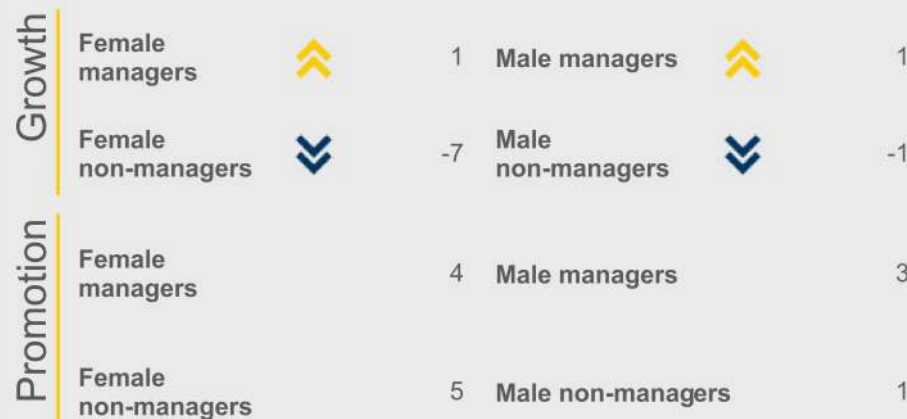 Growth
Female
managers
1
Male managers
1
Female
non-managers
-7
Male
non-managers
-1
Promotion
Female
managers
4
Male managers
3
Female
non-managers
5
Male non-managers
1